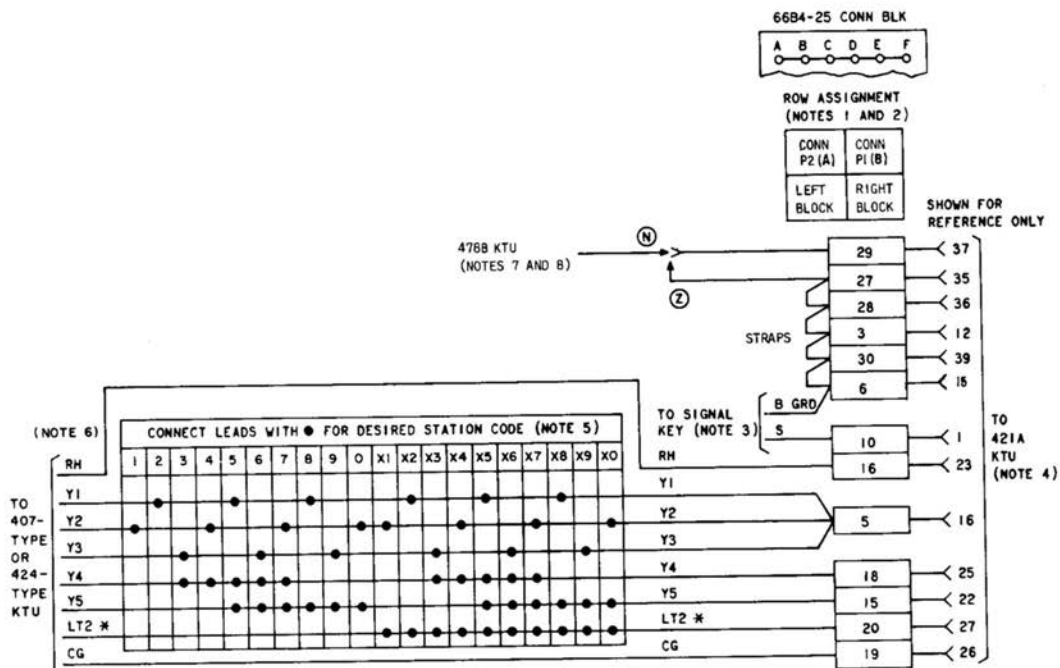 66B4-25 CONN BLK
A B C D E F
ROW ASSIGNMENT
(NOTES 1 AND 2)
CONN P2(A)
CONN P1(B)
LEFT BLOCK
RIGHT BLOCK
SHOWN FOR
REFERENCE ONLY
478B KTU
(NOTES 7 AND 8)
N
Z
29 37
27 35
28 36
STRAPS
3 12
30 39
6 15
TO SIGNAL
KEY (NOTE 3)
B GRD
S
10 1
16 23
TO
421A
KTU
(NOTE 4)
(NOTE 6)
CONNECT LEADS WITH ● FOR DESIRED STATION CODE (NOTE 5)
1 2 3 4 5 6 7 8 9 0 X1 X2 X3 X4 X5 X6 X7 X8 X9 X0
TO
407-
TYPE
OR
424-
TYPE
KTU
RH RH
Y1 Y1
Y2 Y2 5 16
Y3 Y3
Y4 Y4 18 25
Y5 Y5 15 22
LT2 * LT2 * 20 27
CG 19 26